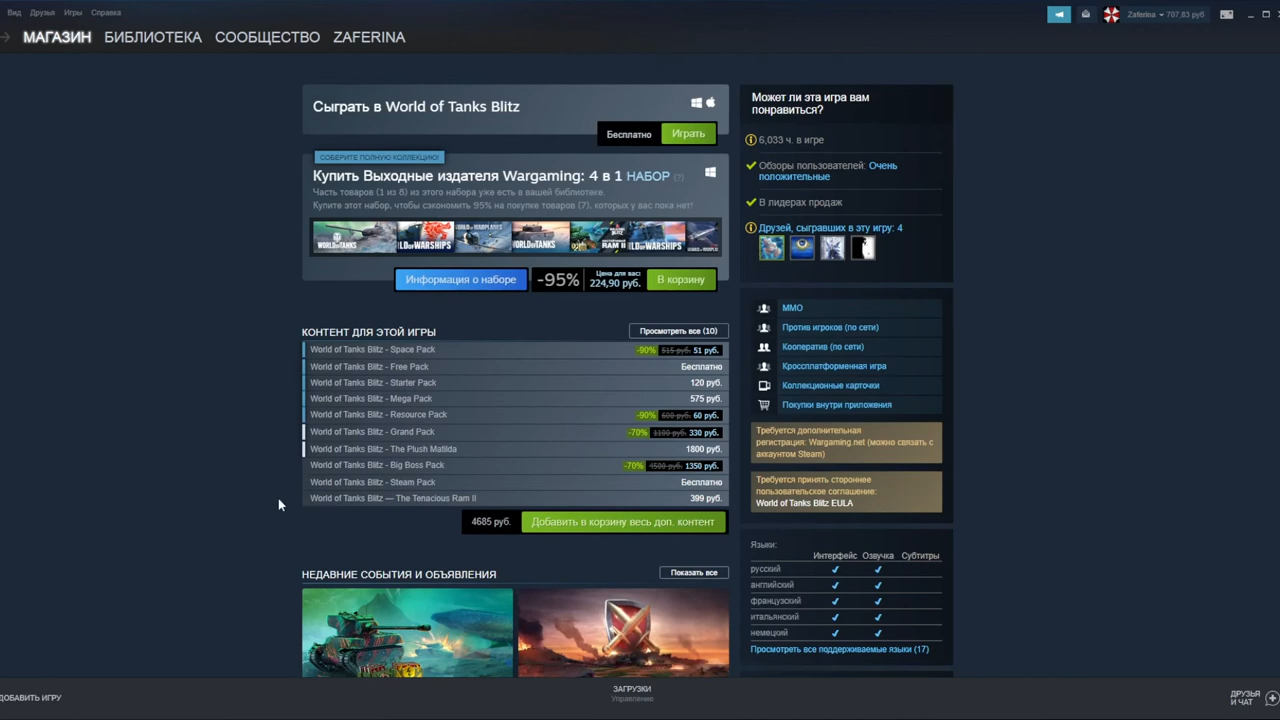 Вид Друзья Игры Справка
Zaferina 707,83 руб
МАГАЗИН БИБЛИОТЕКА СООБЩЕСТВО ZAFERINA
Сыграть в World of Tanks Blitz
Бесплатно Играть
СОБЕРИТЕ ПОЛНУЮ КОЛЛЕКЦИЮ!
Купить Выходные издателя Wargaming: 4 в 1 НАБОР (?)
Часть товаров (1 из 8) из этого набора уже есть в вашей библиотеке.
Купите этот набор, чтобы сэкономить 95% на покупке товаров (7), которых у вас пока нет!
Информация о наборе -95% Цена для вас: 224,90 руб. В корзину
КОНТЕНТ ДЛЯ ЭТОЙ ИГРЫ Просмотреть все (10)
World of Tanks Blitz - Space Pack -90% 515 руб. 51 руб.
World of Tanks Blitz - Free Pack Бесплатно
World of Tanks Blitz - Starter Pack 120 руб.
World of Tanks Blitz - Mega Pack 575 руб.
World of Tanks Blitz - Resource Pack -90% 600 руб. 60 руб.
World of Tanks Blitz - Grand Pack -70% 1100 руб. 330 руб.
World of Tanks Blitz - The Plush Matilda 1800 руб.
World of Tanks Blitz - Big Boss Pack -70% 4500 руб. 1350 руб.
World of Tanks Blitz - Steam Pack Бесплатно
World of Tanks Blitz — The Tenacious Ram II 399 руб.
4685 руб. Добавить в корзину весь доп. контент
НЕДАВНИЕ СОБЫТИЯ И ОБЪЯВЛЕНИЯ Показать все
Может ли эта игра вам
понравиться?
6,033 ч. в игре
Обзоры пользователей: Очень
положительные
В лидерах продаж
Друзей, сыгравших в эту игру: 4
MMO
Против игроков (по сети)
Кооператив (по сети)
Кроссплатформенная игра
Коллекционные карточки
Покупки внутри приложения
Требуется дополнительная
регистрация: Wargaming.net (можно связать с
аккаунтом Steam)
Требуется принять стороннее
пользовательское соглашение:
World of Tanks Blitz EULA
Языки:
Интерфейс Озвучка Субтитры
русский
английский
французский
итальянский
немецкий
Просмотреть все поддерживаемые языки (17)
ДОБАВИТЬ ИГРУ
ЗАГРУЗКИ
Управление
ДРУЗЬЯ
И ЧАТ